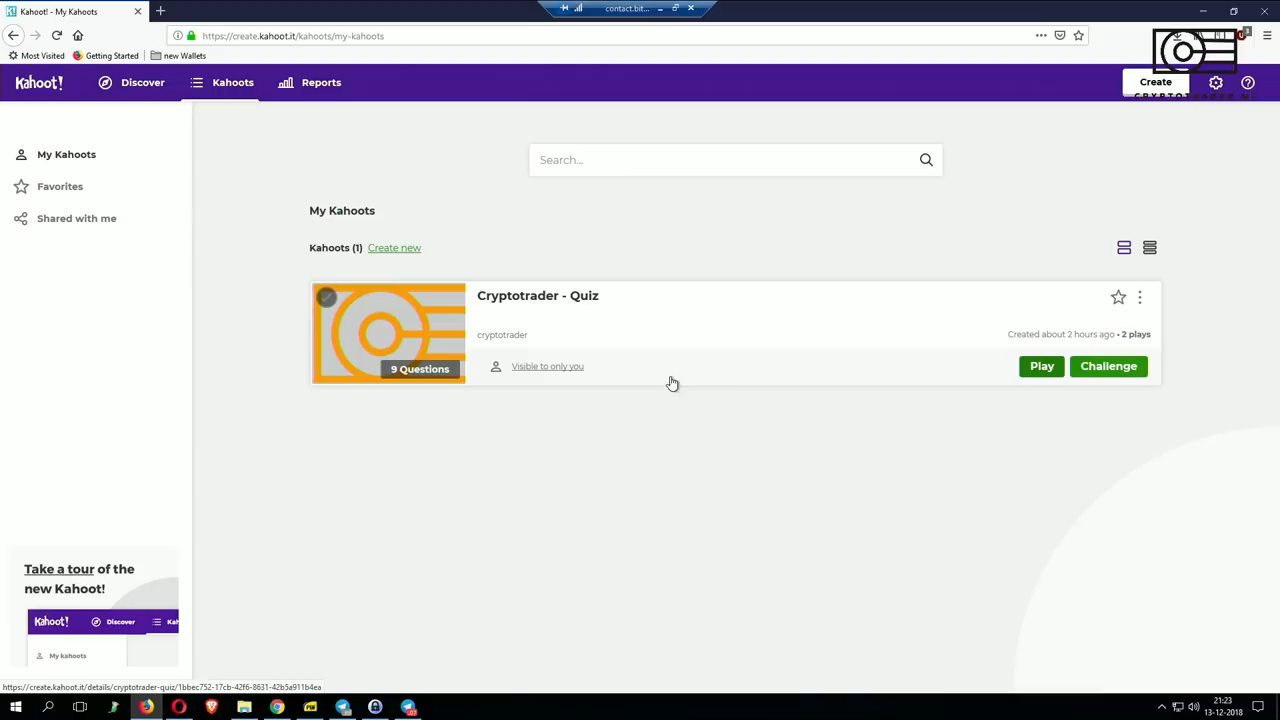 Kahoot! - My Kahoots
contact.bit...
https://create.kahoot.it/kahoots/my-kahoots
Most Visited
Getting Started
new Wallets
Kahoot!
Discover
Kahoots
Reports
Create
My Kahoots
Favorites
Shared with me
Search...
My Kahoots
Kahoots (1) Create new
Cryptotrader - Quiz
cryptotrader
Created about 2 hours ago • 2 plays
9 Questions
Visible to only you
Play
Challenge
Take a tour of the
new Kahoot!
Kahoot!
Discover
My kahoots
https://create.kahoot.it/details/cryptotrader-quiz/1bbec752-17cb-42f6-8631-42b5a911b4ea
21:23
13-12-2018